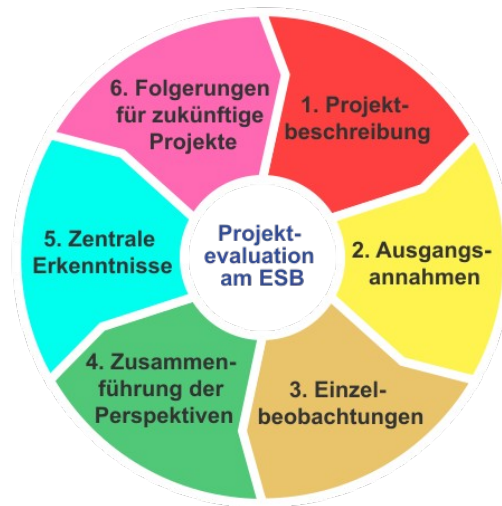 1. Projekt-
beschreibung
2. Ausgangs-
annahmen
3. Einzel-
beobachtungen
4. Zusammen-
führung der
Perspektiven
5. Zentrale
Erkenntnisse
6. Folgerungen
für zukünftige
Projekte
Projekt-
evaluation
am ESB